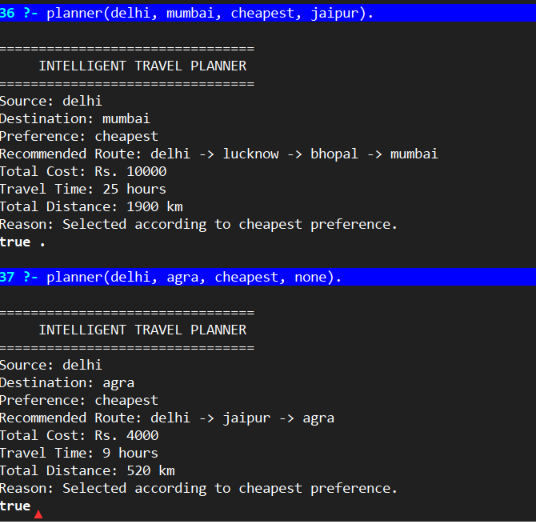 36 ?- planner(delhi, mumbai, cheapest, jaipur).
================================
     INTELLIGENT TRAVEL PLANNER
================================
Source: delhi
Destination: mumbai
Preference: cheapest
Recommended Route: delhi -> lucknow -> bhopal -> mumbai
Total Cost: Rs. 10000
Travel Time: 25 hours
Total Distance: 1900 km
Reason: Selected according to cheapest preference.
true .
37 ?- planner(delhi, agra, cheapest, none).
================================
     INTELLIGENT TRAVEL PLANNER
================================
Source: delhi
Destination: agra
Preference: cheapest
Recommended Route: delhi -> jaipur -> agra
Total Cost: Rs. 4000
Travel Time: 9 hours
Total Distance: 520 km
Reason: Selected according to cheapest preference.
true